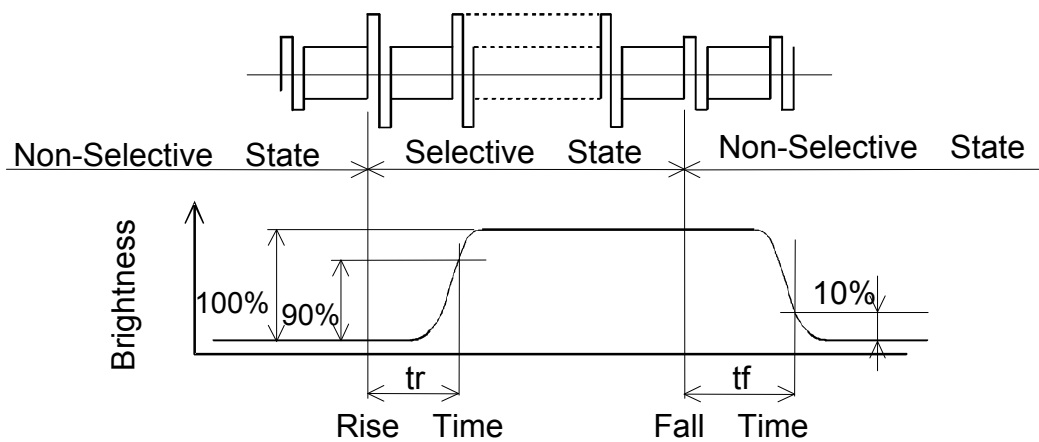 Non-Selective State Selective State Non-Selective State
Brightness
100%
90%
10%
tr tf
Rise Time Fall Time